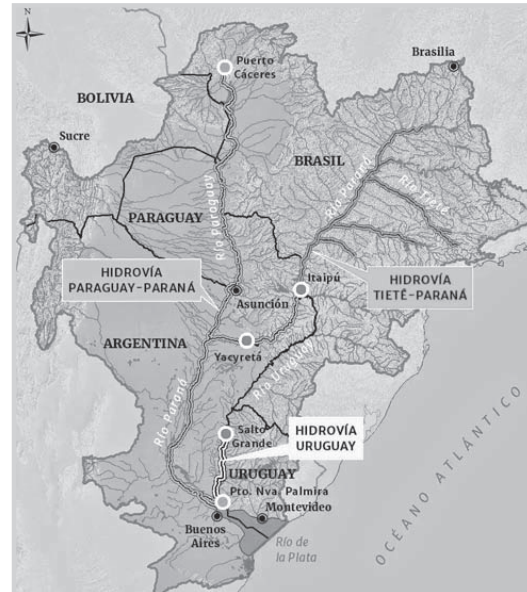 N
Puerto
Cáceres
Brasilia
BOLIVIA
Sucre
BRASIL
Río Paraná
Río Tieté
PARAGUAY
Río Paraguay
HIDROVÍA
PARAGUAY-PARANÁ
Asunción
Itaipú
HIDROVÍA
TIETÊ-PARANÁ
ARGENTINA
Yacyretá
Río Uruguay
Río Paraná
Salto
Grande
HIDROVÍA
URUGUAY
URUGUAY
Pto. Nva. Palmira
Montevideo
Buenos
Aires
Río de
la Plata
OCÉANO ATLÁNTICO